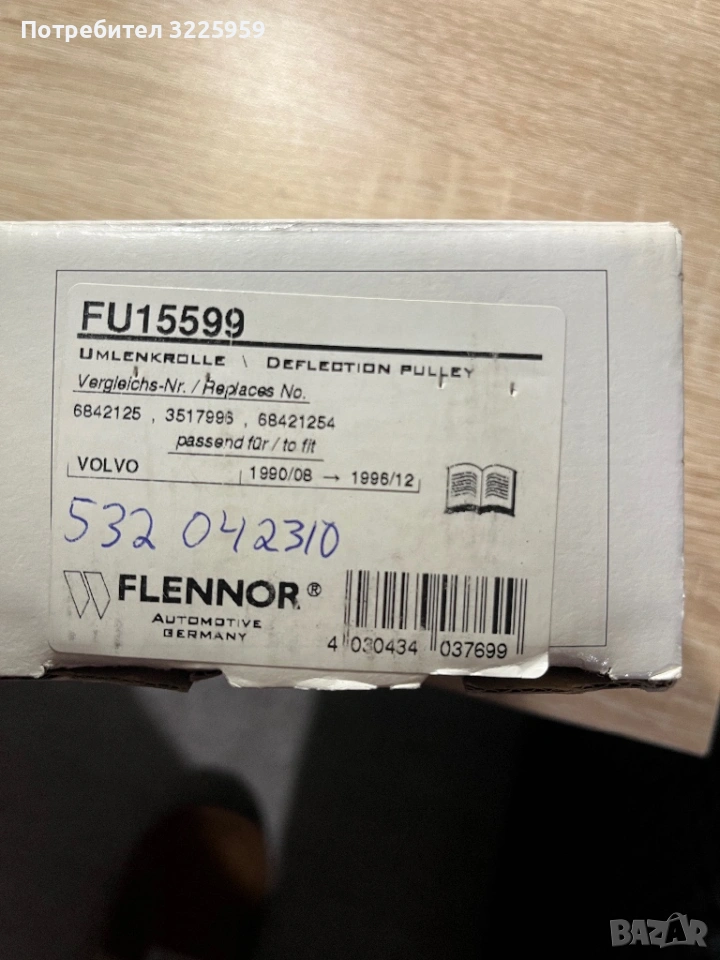 Потребител 3225959
FU15599
UMLENKROLLE \ DEFLECTION PULLEY
Vergleichs-Nr. / Replaces No.
6842125 , 3517996 , 68421254
passend für / to fit
VOLVO 1990/08 → 1996/12
532 042310
FLENNOR®
AUTOMOTIVE
GERMANY
4 030434 037699
BAZAR